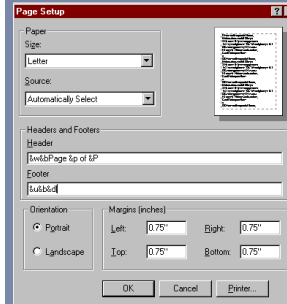 Page Setup
Paper
Size:
Letter
Source:
Automatically Select
Headers and Footers
Header
&w&bPage &p of &P
Footer
&u&b&d
Orientation
Portrait
Landscape
Margins (inches)
Left: 0.75" Right: 0.75"
Top: 0.75" Bottom: 0.75"
OK Cancel Printer...